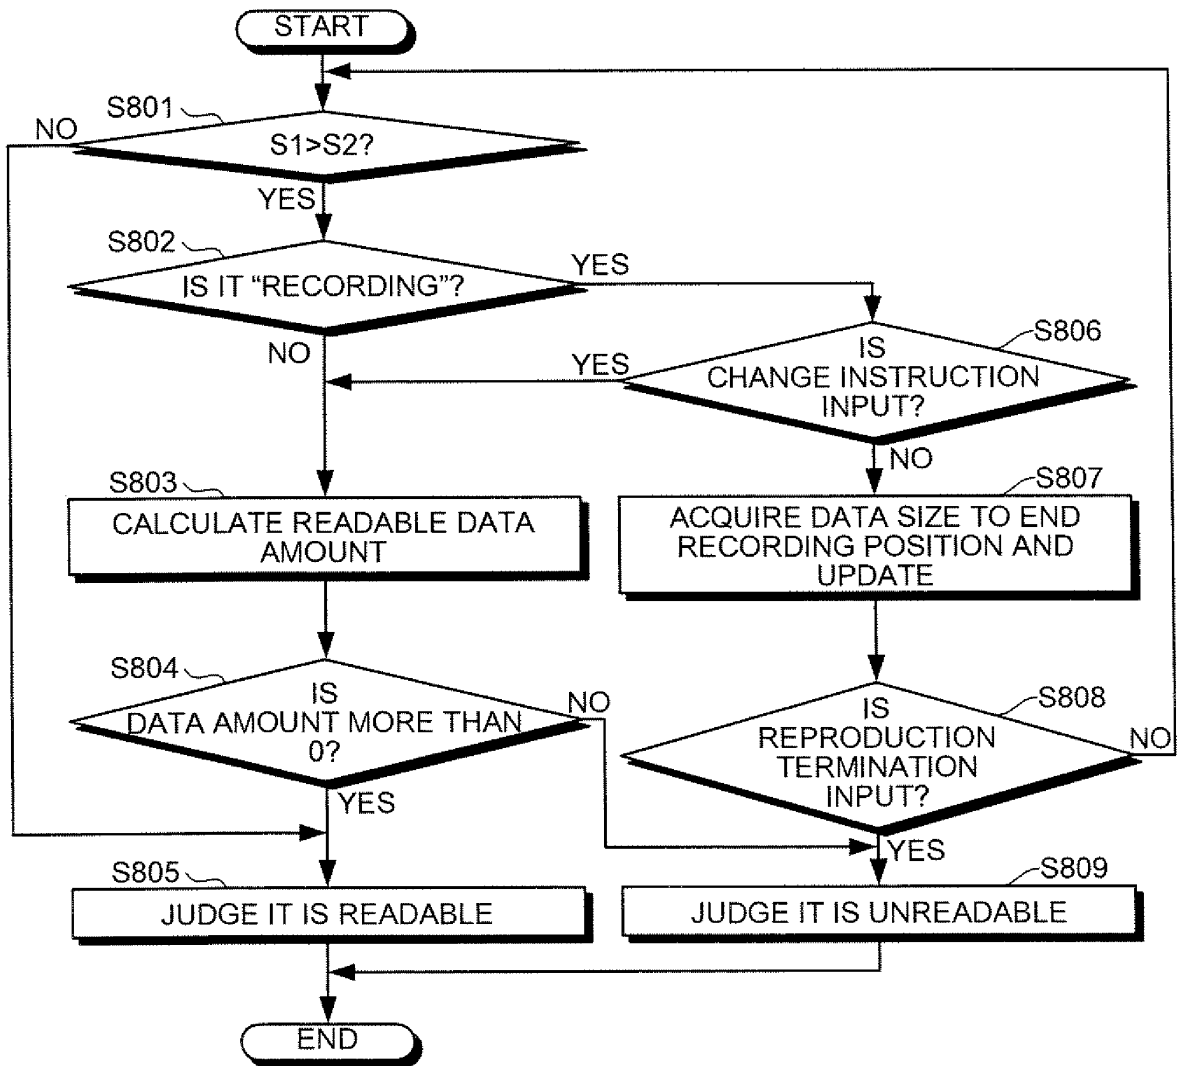 START
S801
NO
S1>S2?
YES
S802
IS IT “RECORDING”?
YES
NO
YES
S806
IS
CHANGE INSTRUCTION
INPUT?
NO
S803
CALCULATE READABLE DATA
AMOUNT
S807
ACQUIRE DATA SIZE TO END
RECORDING POSITION AND
UPDATE
S804
IS
DATA AMOUNT MORE THAN
0?
NO
YES
S808
IS
REPRODUCTION
TERMINATION
INPUT?
NO
YES
S805
JUDGE IT IS READABLE
S809
JUDGE IT IS UNREADABLE
END